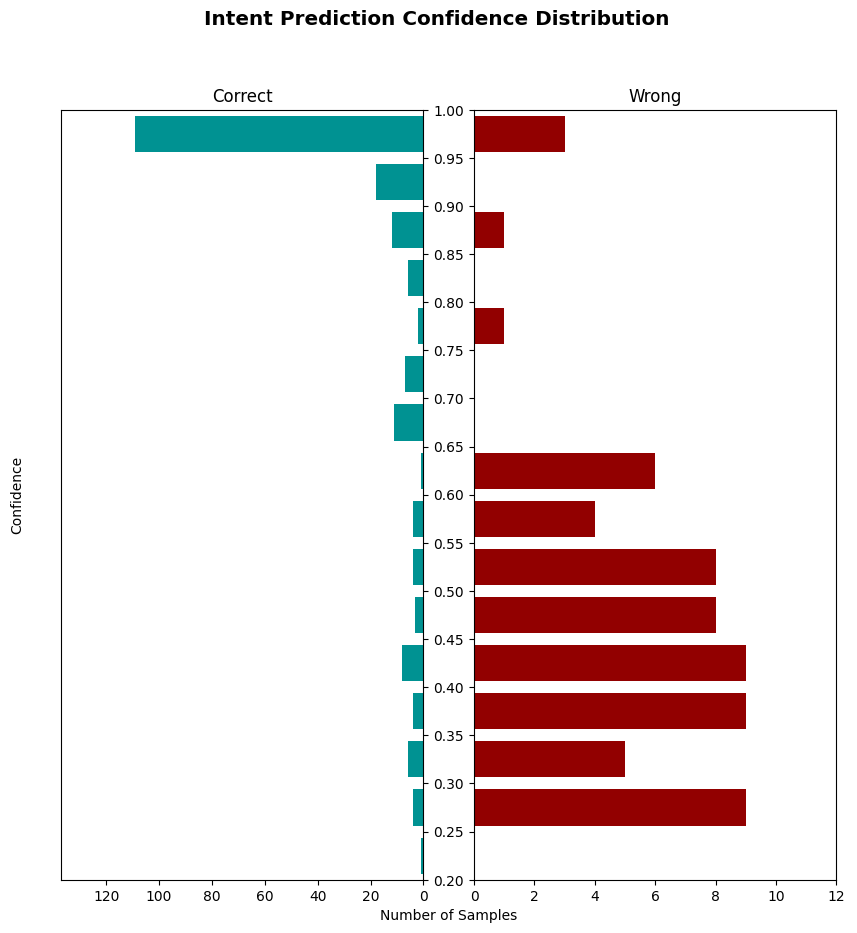 Intent Prediction Confidence Distribution
Correct
Wrong
1.00
0.95
0.90
0.85
0.80
0.75
0.70
0.65
0.60
0.55
0.50
0.45
0.40
0.35
0.30
0.25
0.20
Confidence
120 100 80 60 40 20 0
0 2 4 6 8 10 12
Number of Samples